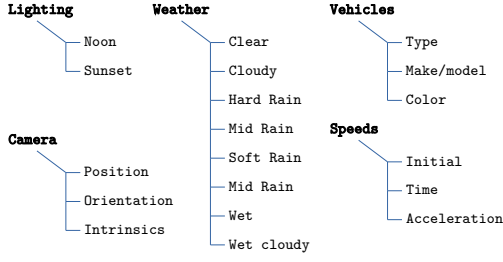 Lighting
Noon
Sunset
Camera
Position
Orientation
Intrinsics
Weather
Clear
Cloudy
Hard Rain
Mid Rain
Soft Rain
Mid Rain
Wet
Wet cloudy
Vehicles
Type
Make/model
Color
Speeds
Initial
Time
Acceleration